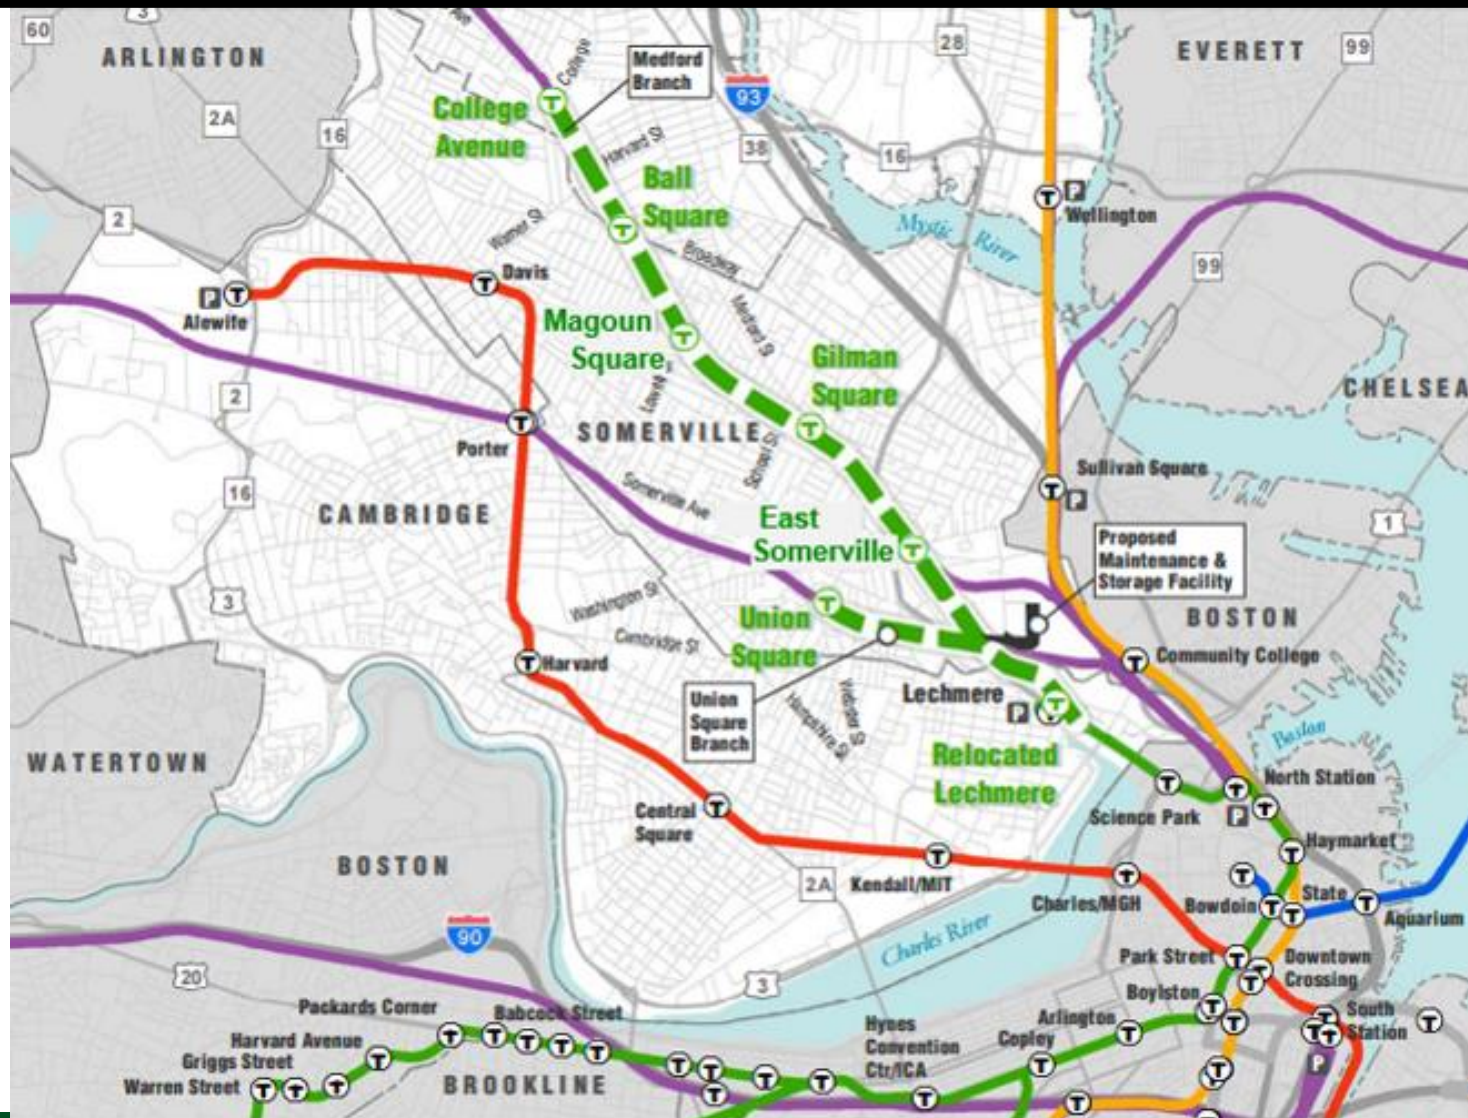 60
3
Ave
ARLINGTON
2A
16
College
Medford
Branch
93
28
EVERETT
99
College
Avenue
Harvard St
38
16
Ball
Square
Wellington
P
2
Warner St
Broadway
Mystic River
99
Davis
P
Alewife
Magoun
Square
Medford St
Gilman
Square
CHELSEA
2
Porter
SOMERVILLE
School St
Sullivan Square
P
16
CAMBRIDGE
Somerville Ave
East
Somerville
1
Proposed
Maintenance &
Storage Facility
3
Washington St
Cambridge St
Union
Square
BOSTON
Community College
Harvard
Lechmere
P
Union
Square
Branch
Webster St
Hampshire St
Boston
WATERTOWN
Relocated
Lechmere
North Station
Science Park
P
Central
Square
Haymarket
BOSTON
2A
Kendall/MIT
Charles/MGH
Bowdoin
State
Aquarium
90
Charles River
Park Street
Downtown
Crossing
20
3
Packards Corner
Babcock Street
Boylston
Harvard Avenue
Griggs Street
Warren Street
Hynes
Convention
Ctr/ICA
Copley
Arlington
South
Station
P
BROOKLINE